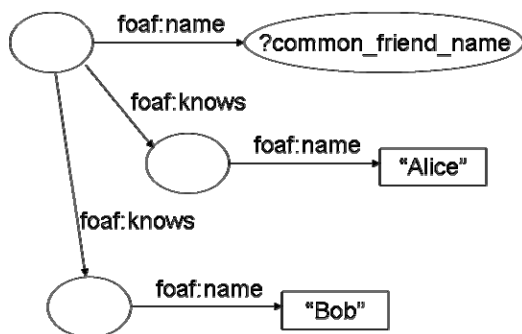 foaf:name
?common_friend_name
foaf:knows
foaf:name
“Alice”
foaf:knows
foaf:name
“Bob”